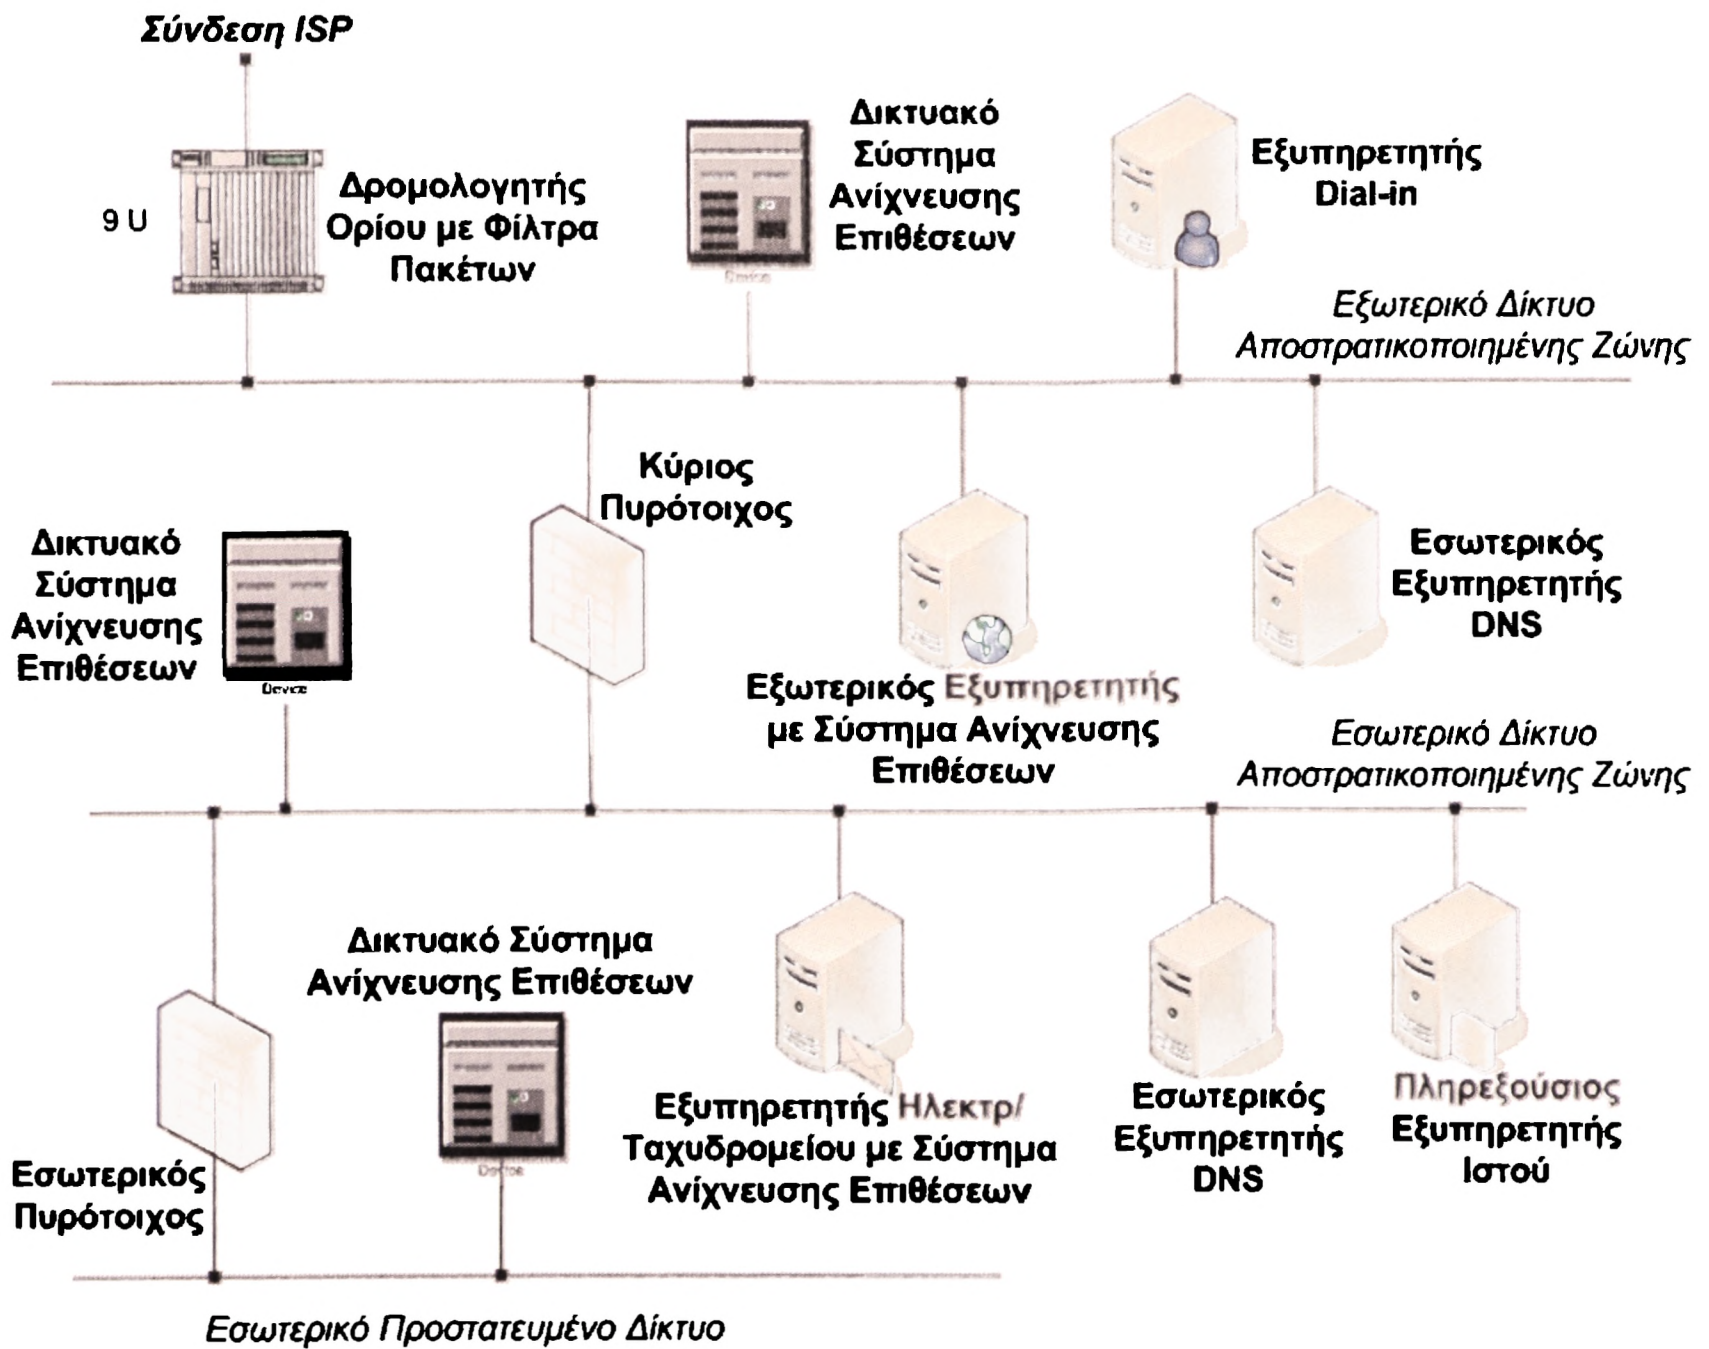 Σύνδεση ISP
9 U
Δρομολογητής
Ορίου με Φίλτρα
Πακέτων
Δικτυακό
Σύστημα
Ανίχνευσης
Επιθέσεων
Device
Εξυπηρετητής
Dial-in
Εξωτερικό Δίκτυο
Αποστρατικοποιημένης Ζώνης
Κύριος
Πυρότοιχος
Δικτυακό
Σύστημα
Ανίχνευσης
Επιθέσεων
Device
Εξωτερικός Εξυπηρετητής
με Σύστημα Ανίχνευσης
Επιθέσεων
Εσωτερικός
Εξυπηρετητής
DNS
Εσωτερικό Δίκτυο
Αποστρατικοποιημένης Ζώνης
Εσωτερικός
Πυρότοιχος
Δικτυακό Σύστημα
Ανίχνευσης Επιθέσεων
Device
Εξυπηρετητής Ηλεκτρ/
Ταχυδρομείου με Σύστημα
Ανίχνευσης Επιθέσεων
Εσωτερικός
Εξυπηρετητής
DNS
Πληρεξούσιος
Εξυπηρετητής
Ιστού
Εσωτερικό Προστατευμένο Δίκτυο